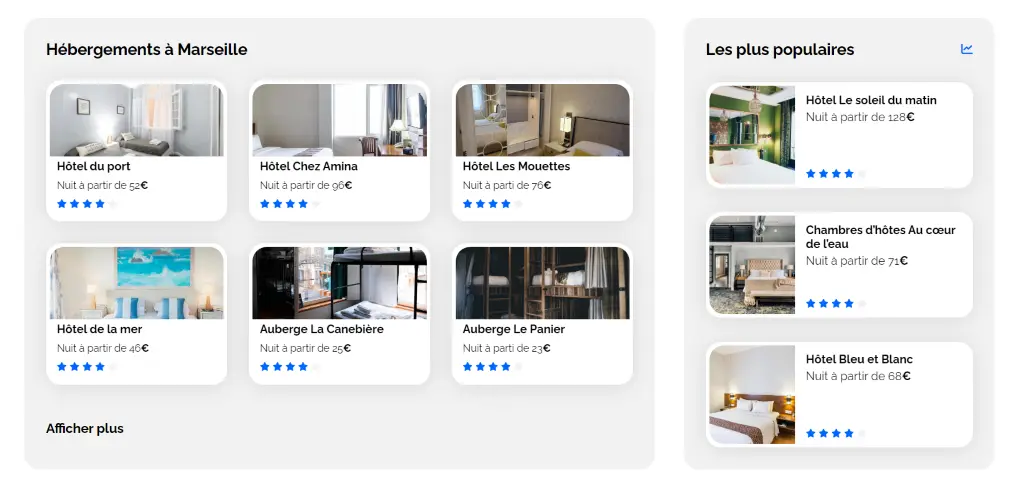 Hébergements à Marseille
Hôtel du port
Nuit à partir de 52€
Hôtel Chez Amina
Nuit à partir de 96€
Hôtel Les Mouettes
Nuit à parti de 76€
Hôtel de la mer
Nuit à partir de 46€
Auberge La Canebière
Nuit à partir de 25€
Auberge Le Panier
Nuit à parti de 23€
Afficher plus
Les plus populaires
Hôtel Le soleil du matin
Nuit à partir de 128€
Chambres d'hôtes Au cœur
de l'eau
Nuit à partir de 71€
Hôtel Bleu et Blanc
Nuit à partir de 68€